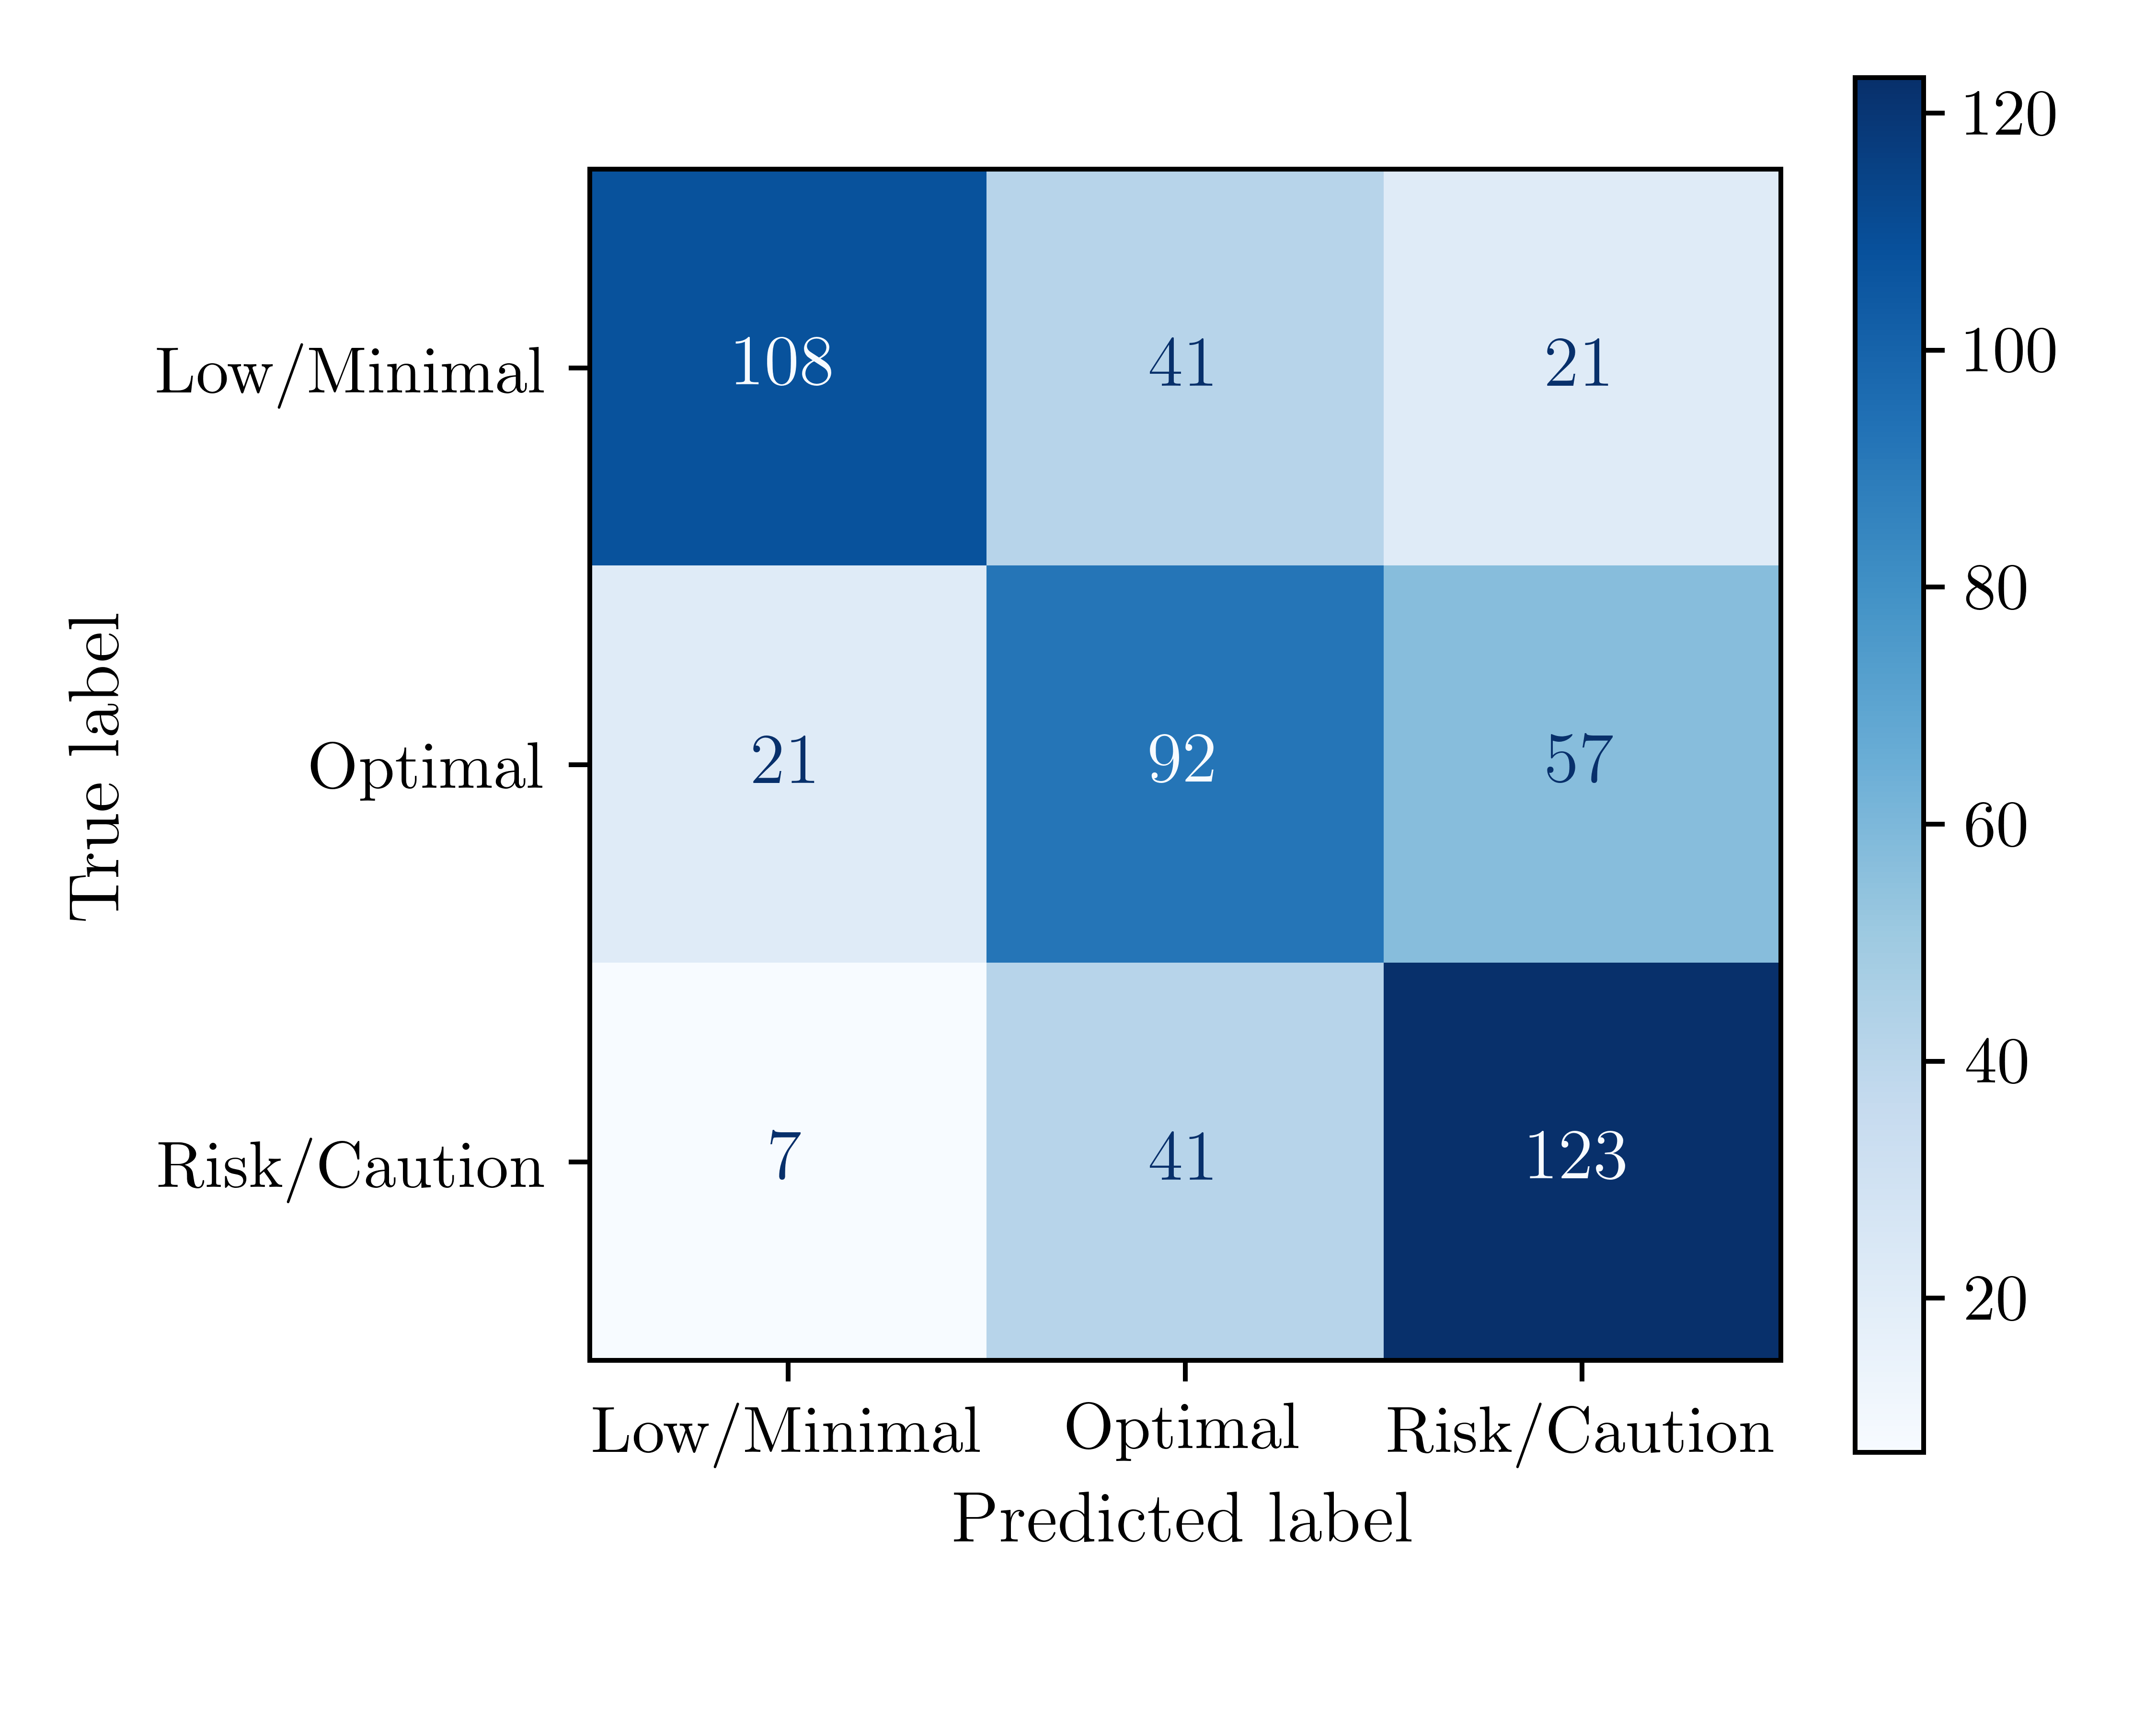 Low/Minimal 108 41 21
Optimal 21 92 57
Risk/Caution 7 41 123
Low/Minimal Optimal Risk/Caution
Predicted label
True label
120
100
80
60
40
20